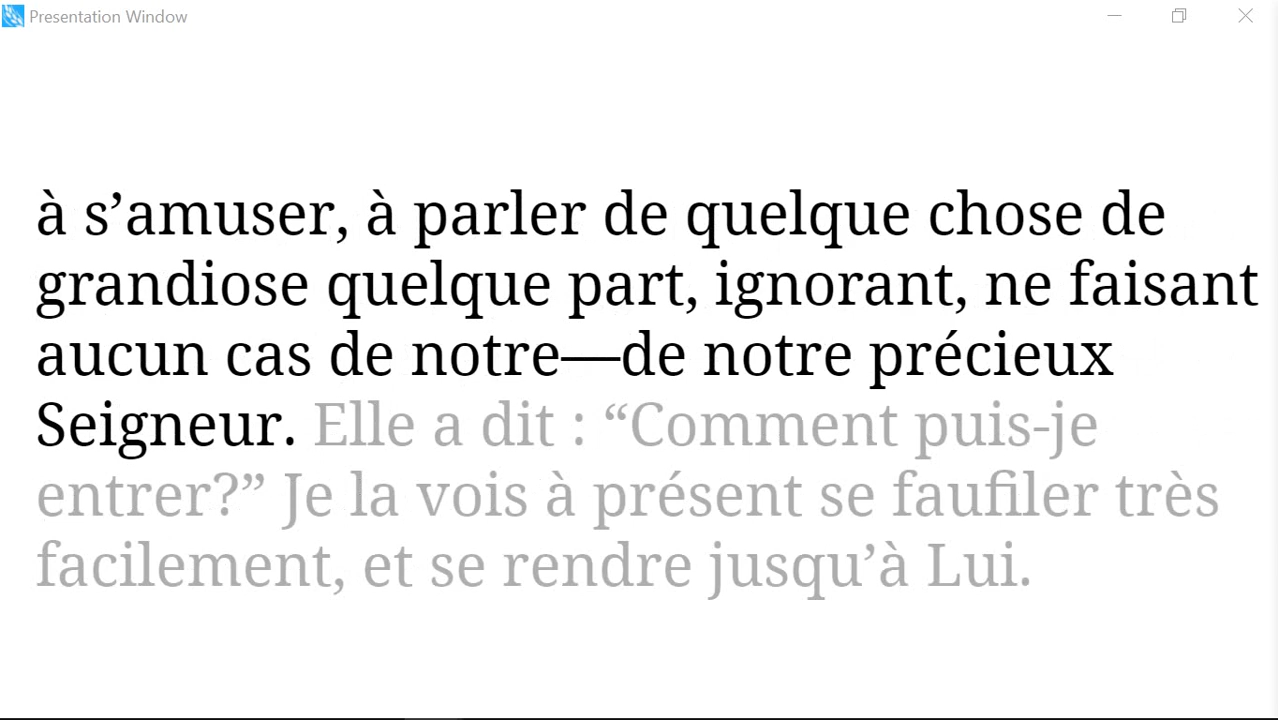 Presentation Window
à s’amuser, à parler de quelque chose de
grandiose quelque part, ignorant, ne faisant
aucun cas de notre—de notre précieux
Seigneur. Elle a dit : “Comment puis-je
entrer?” Je la vois à présent se faufiler très
facilement, et se rendre jusqu’à Lui.